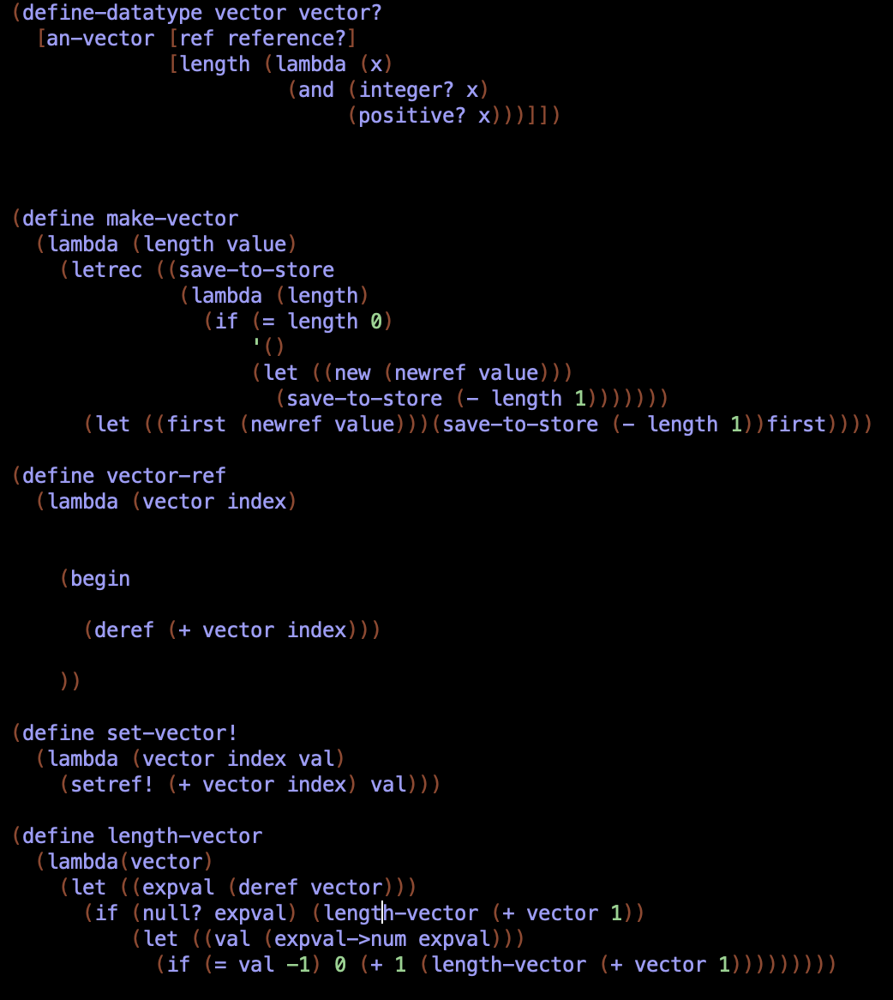 (define-datatype vector vector?
  [an-vector [ref reference?]
             [length (lambda (x)
                       (and (integer? x)
                            (positive? x)))]])
(define make-vector
  (lambda (length value)
    (letrec ((save-to-store
              (lambda (length)
                (if (= length 0)
                    '()
                    (let ((new (newref value)))
                      (save-to-store (- length 1)))))))
      (let ((first (newref value)))(save-to-store (- length 1))first))))
(define vector-ref
  (lambda (vector index)
    (begin
      (deref (+ vector index)))
    ))
(define set-vector!
  (lambda (vector index val)
    (setref! (+ vector index) val)))
(define length-vector
  (lambda(vector)
    (let ((expval (deref vector)))
      (if (null? expval) (length-vector (+ vector 1))
          (let ((val (expval->num expval)))
            (if (= val -1) 0 (+ 1 (length-vector (+ vector 1)))))))))